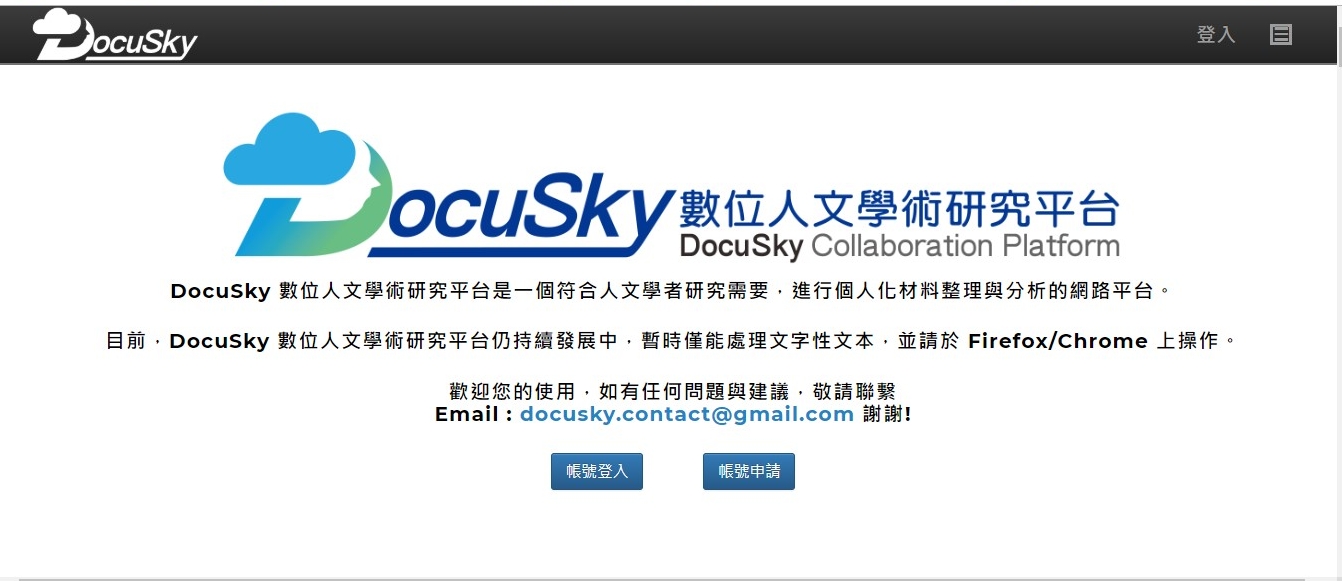 DocuSky
登入
DocuSky 數位人文學術研究平台
DocuSky Collaboration Platform
DocuSky 數位人文學術研究平台是一個符合人文學者研究需要，進行個人化材料整理與分析的網路平台。
目前，DocuSky 數位人文學術研究平台仍持續發展中，暫時僅能處理文字性文本，並請於 Firefox/Chrome 上操作。
歡迎您的使用，如有任何問題與建議，敬請聯繫
Email : docusky.contact@gmail.com 謝謝!
帳號登入 帳號申請